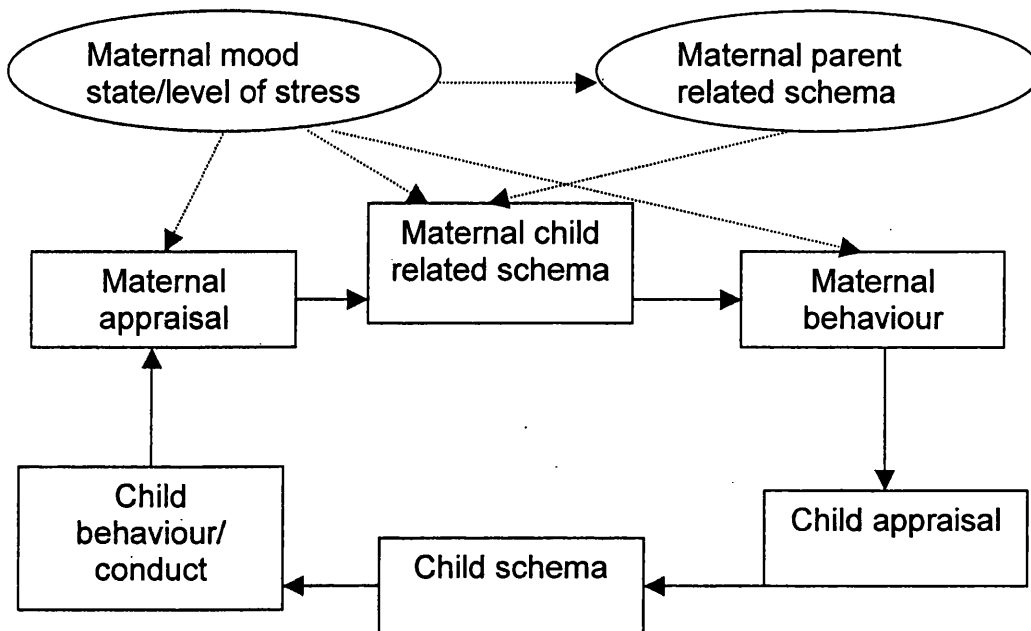 Maternal mood
state/level of stress
Maternal parent
related schema
Maternal child
related schema
Maternal
appraisal
Maternal
behaviour
Child
behaviour/
conduct
Child schema
Child appraisal